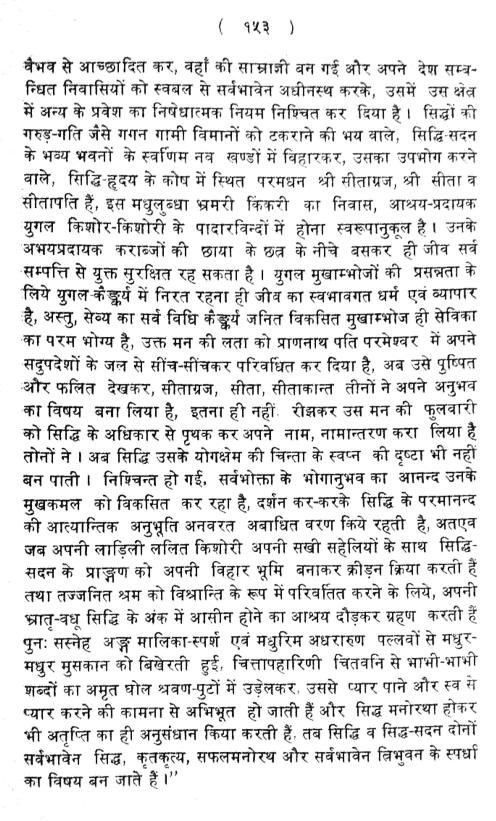 ( १५३ )
वैभव से आच्छादित कर, वहाँ की साम्राज्ञी बन गई और अपने देश सम्ब-
न्धित निवासियों को स्वबल से सर्वभावेन अधीनस्थ करके, उसमें उस क्षेत्र
में अन्य के प्रवेश का निषेधात्मक नियम निश्चित कर दिया है। सिद्धों की
गरुड़-गति जैसे गगन गामी विमानों को टकराने की भय वाले, सिद्धि-सदन
के भव्य भवनों के स्वर्णिम नव खण्डों में विहारकर, उसका उपभोग करने
वाले, सिद्धि-हृदय के कोष में स्थित परमधन श्री सीताग्रज, श्री सीता व
सीतापति हैं, इस मधुलुब्धा भ्रमरी किंकरी का निवास, आश्रय-प्रदायक
युगल किशोर-किशोरी के पादारविन्दों में होना स्वरूपानुकूल है। उनके
अभयप्रदायक कराब्जों की छाया के छत्र के नीचे बसकर ही जीव सर्व
सम्पत्ति से युक्त सुरक्षित रह सकता है। युगल मुखाम्भोजों की प्रसन्नता के
लिये युगल-कैङ्कर्य में निरत रहना ही जीव का स्वभावगत धर्म एवं व्यापार
है, अस्तु, सेव्य का सर्व विधि कैङ्कर्य जनित विकसित मुखाम्भोज ही सेविका
का परम भोग्य है, उक्त मन की लता को प्राणनाथ पति परमेश्वर में अपने
सदुपदेशों के जल से सींच-सींचकर परिवर्धित कर दिया है, अब उसे पुष्पित
और फलित देखकर, सीताग्रज, सीता, सीताकान्त तीनों ने अपने अनुभव
का विषय बना लिया है, इतना ही नहीं रीझकर उस मन की फुलवारी
को सिद्धि के अधिकार से पृथक कर अपने नाम, नामान्तरण करा लिया है
तीनों ने। अब सिद्धि उसके योगक्षेम की चिन्ता के स्वप्न की दृष्टा भी नहीं
बन पाती। निश्चिन्त हो गई, सर्वभोक्ता के भोगानुभव का आनन्द उनके
मुखकमल को विकसित कर रहा है, दर्शन कर-करके सिद्धि के परमानन्द
की आत्यान्तिक अनुभूति अनवरत अबाधित वरण किये रहती है, अतएव
जब अपनी लाड़िली ललित किशोरी अपनी सखी सहेलियों के साथ सिद्धि-
सदन के प्राङ्गण को अपनी विहार भूमि बनाकर क्रीड़न क्रिया करती हैं
तथा तज्जनित श्रम को विश्रान्ति के रूप में परिवर्तित करने के लिये, अपनी
भ्रातृ-वधू सिद्धि के अंक में आसीन होने का आश्रय दौड़कर ग्रहण करती हैं
पुनः सस्नेह अङ्ग मालिका-स्पर्श एवं मधुरिम अधरारुण पल्लवों से मधुर-
मधुर मुसकान को बिखेरती हुई, चित्तापहारिणी चितवनि से भाभी-भाभी
शब्दों का अमृत घोल श्रवण-पुटों में उड़ेलकर, उससे प्यार पाने और स्व से
प्यार करने की कामना से अभिभूत हो जाती हैं और सिद्ध मनोरथा होकर
भी अतृप्ति का ही अनुसंधान किया करती हैं, तब सिद्धि व सिद्ध-सदन दोनों
सर्वभावेन सिद्ध, कृतकृत्य, सफलमनोरथ और सर्वभावेन त्रिभुवन के स्पर्धा
का विषय बन जाते हैं।”